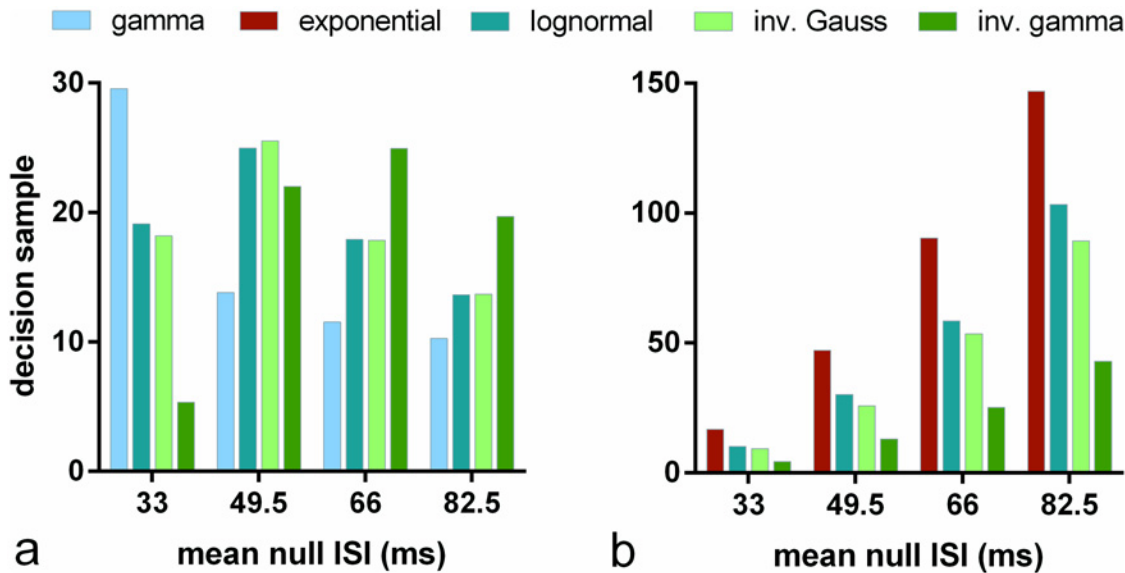 gamma exponential lognormal inv. Gauss inv. gamma
decision sample
30
20
10
0
33 49.5 66 82.5
mean null ISI (ms)
a
150
100
50
0
33 49.5 66 82.5
mean null ISI (ms)
b